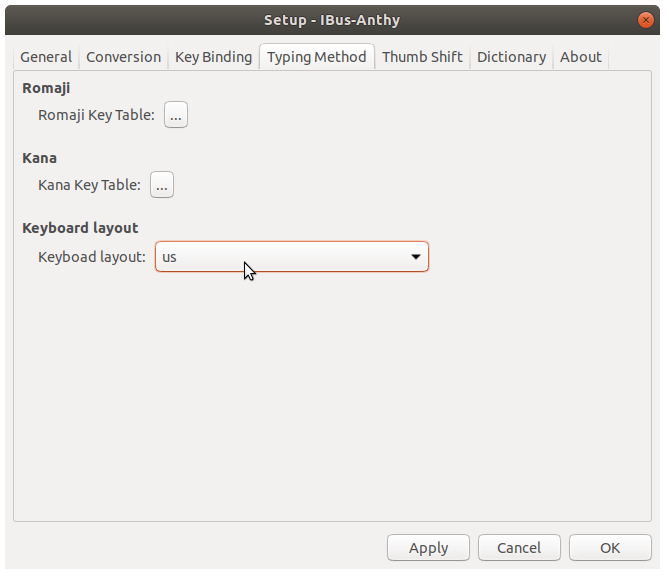 Setup - IBus-Anthy
General Conversion Key Binding Typing Method Thumb Shift Dictionary About
Romaji
Romaji Key Table: ...
Kana
Kana Key Table: ...
Keyboard layout
Keyboad layout: us
Apply Cancel OK